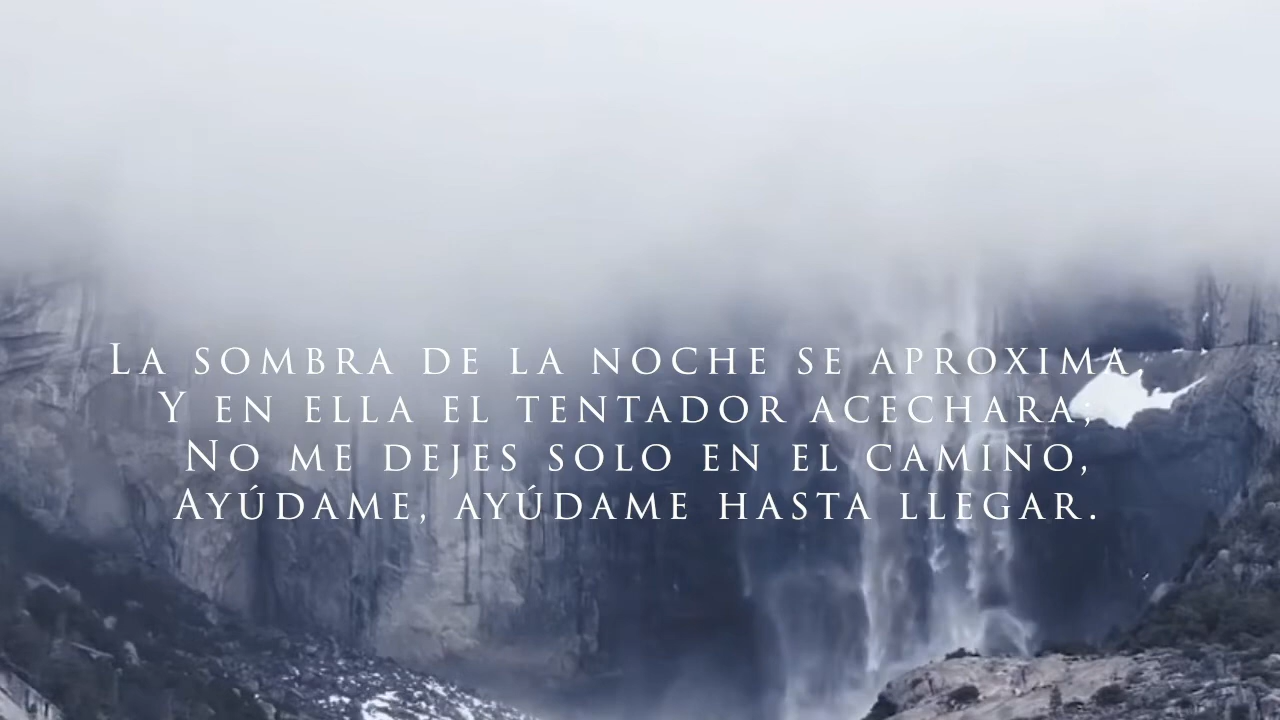 La sombra de la noche se aproxima,
Y en ella el tentador acechara;
No me dejes solo en el camino,
Ayúdame, ayúdame hasta llegar.